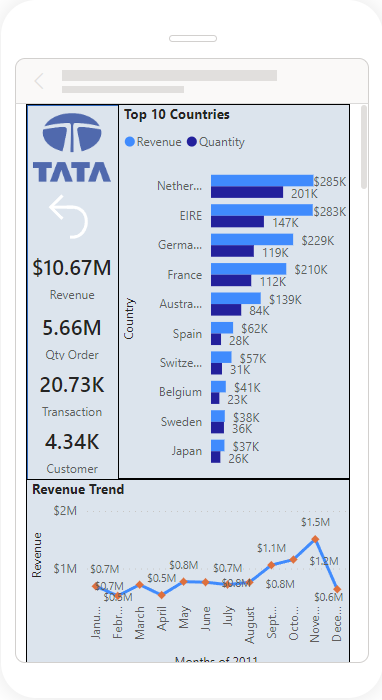 TATA
$10.67M
Revenue
5.66M
Qty Order
20.73K
Transaction
4.34K
Customer
Top 10 Countries
Revenue Quantity
Country
Nether... $285K
201K
EIRE $283K
147K
Germa... $229K
119K
France $210K
112K
Austra... $139K
84K
Spain $62K
28K
Switze... $57K
31K
Belgium $41K
23K
Sweden $38K
36K
Japan $37K
26K
Revenue Trend
Revenue
$2M
$1M
$0.7M
$0.7M
$0.5M
$0.5M
$0.8M
$0.7M
$0.8M
$1.1M
$0.8M
$1.5M
$1.2M
$0.6M
Janu...
Febr...
March
April
May
June
July
August
Sept...
Octo...
Nove...
Dece...
Months of 2011